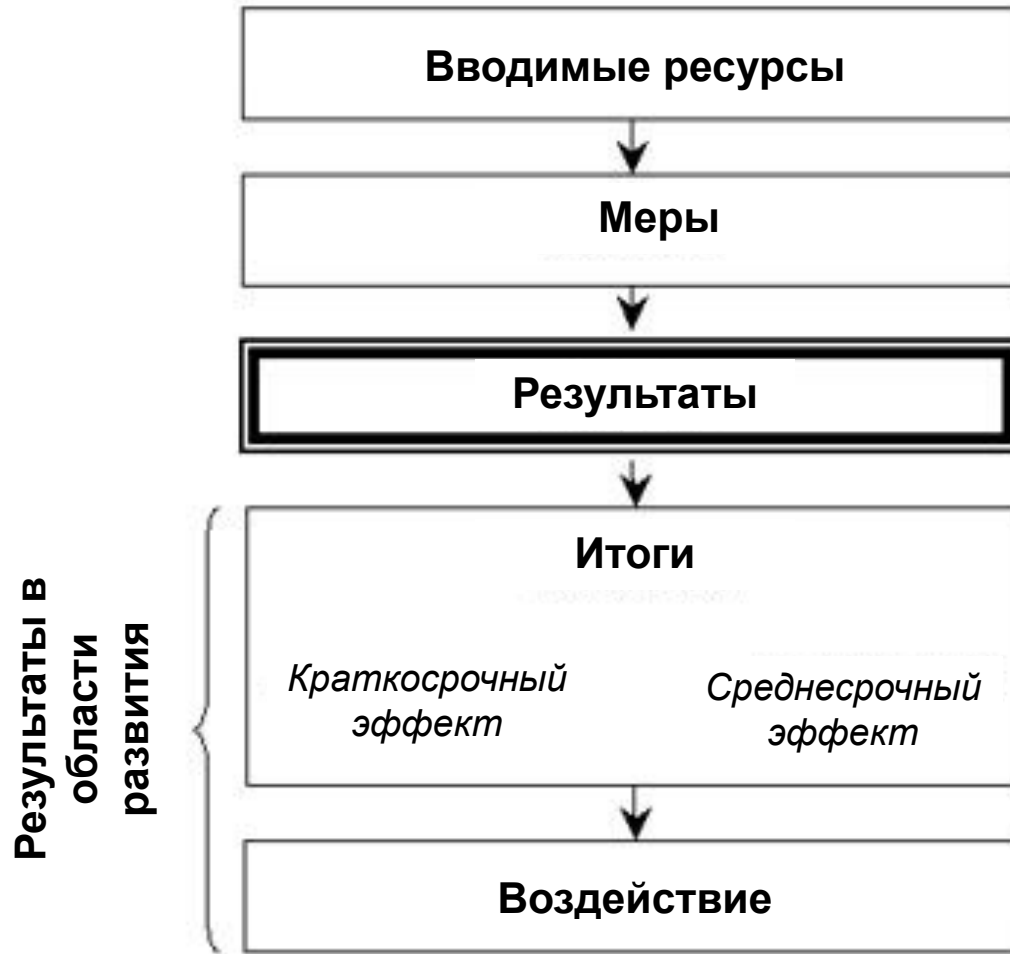 Вводимые ресурсы
Меры
Результаты
Итоги
Краткосрочный
эффект
Среднесрочный
эффект
Воздействие
Результаты в
области
развития